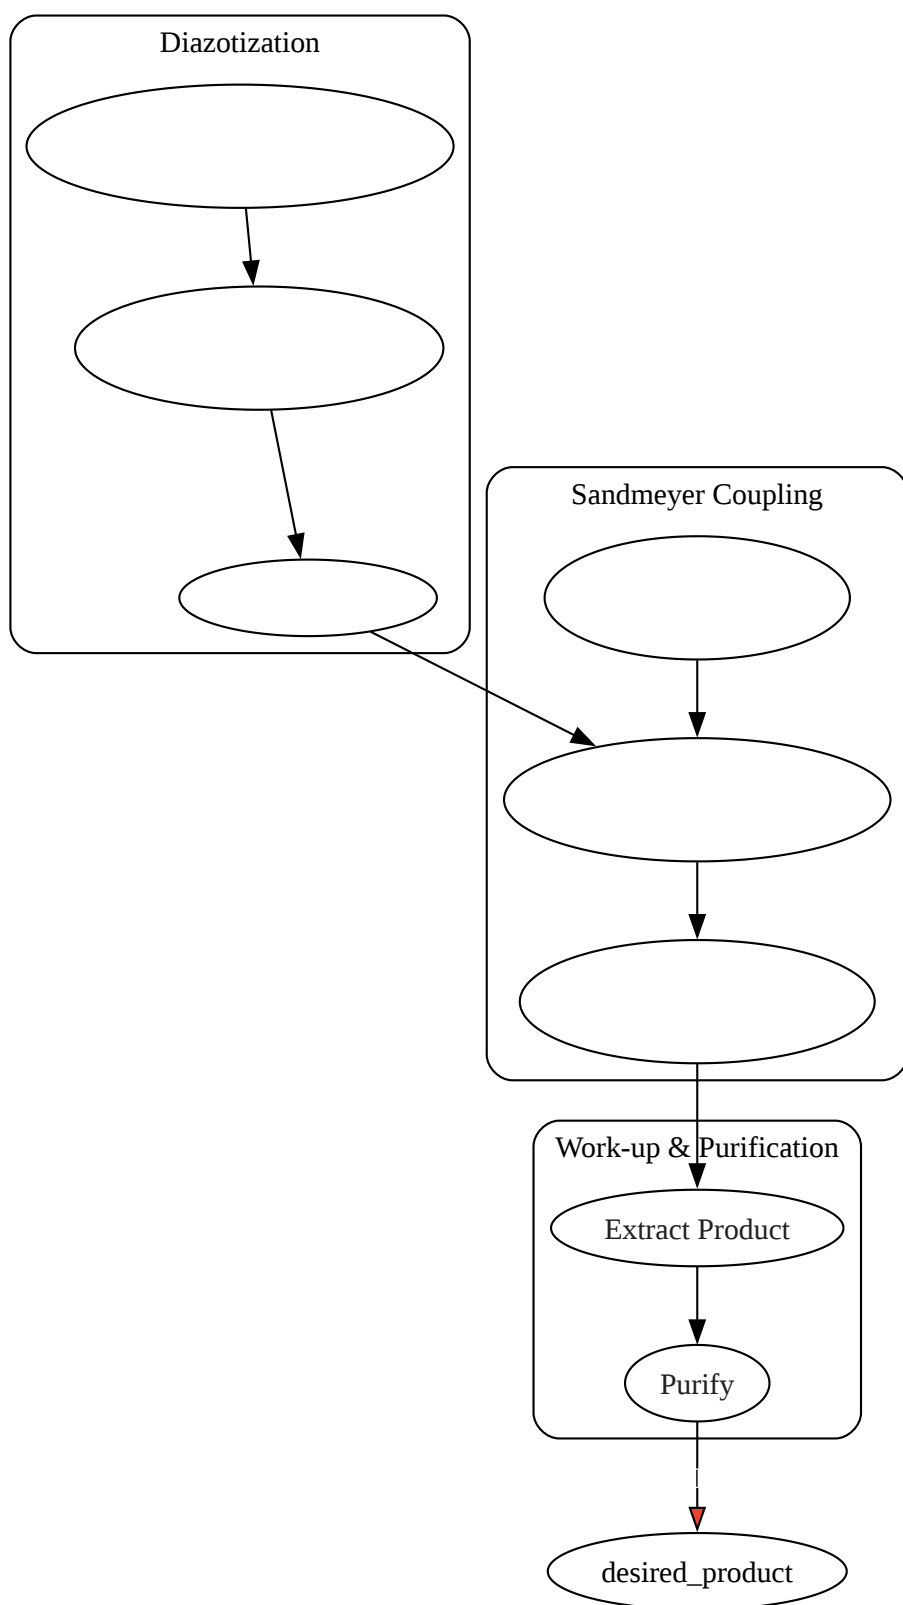 Diazotization
Sandmeyer Coupling
Work-up & Purification
Extract Product
Purify
desired_product